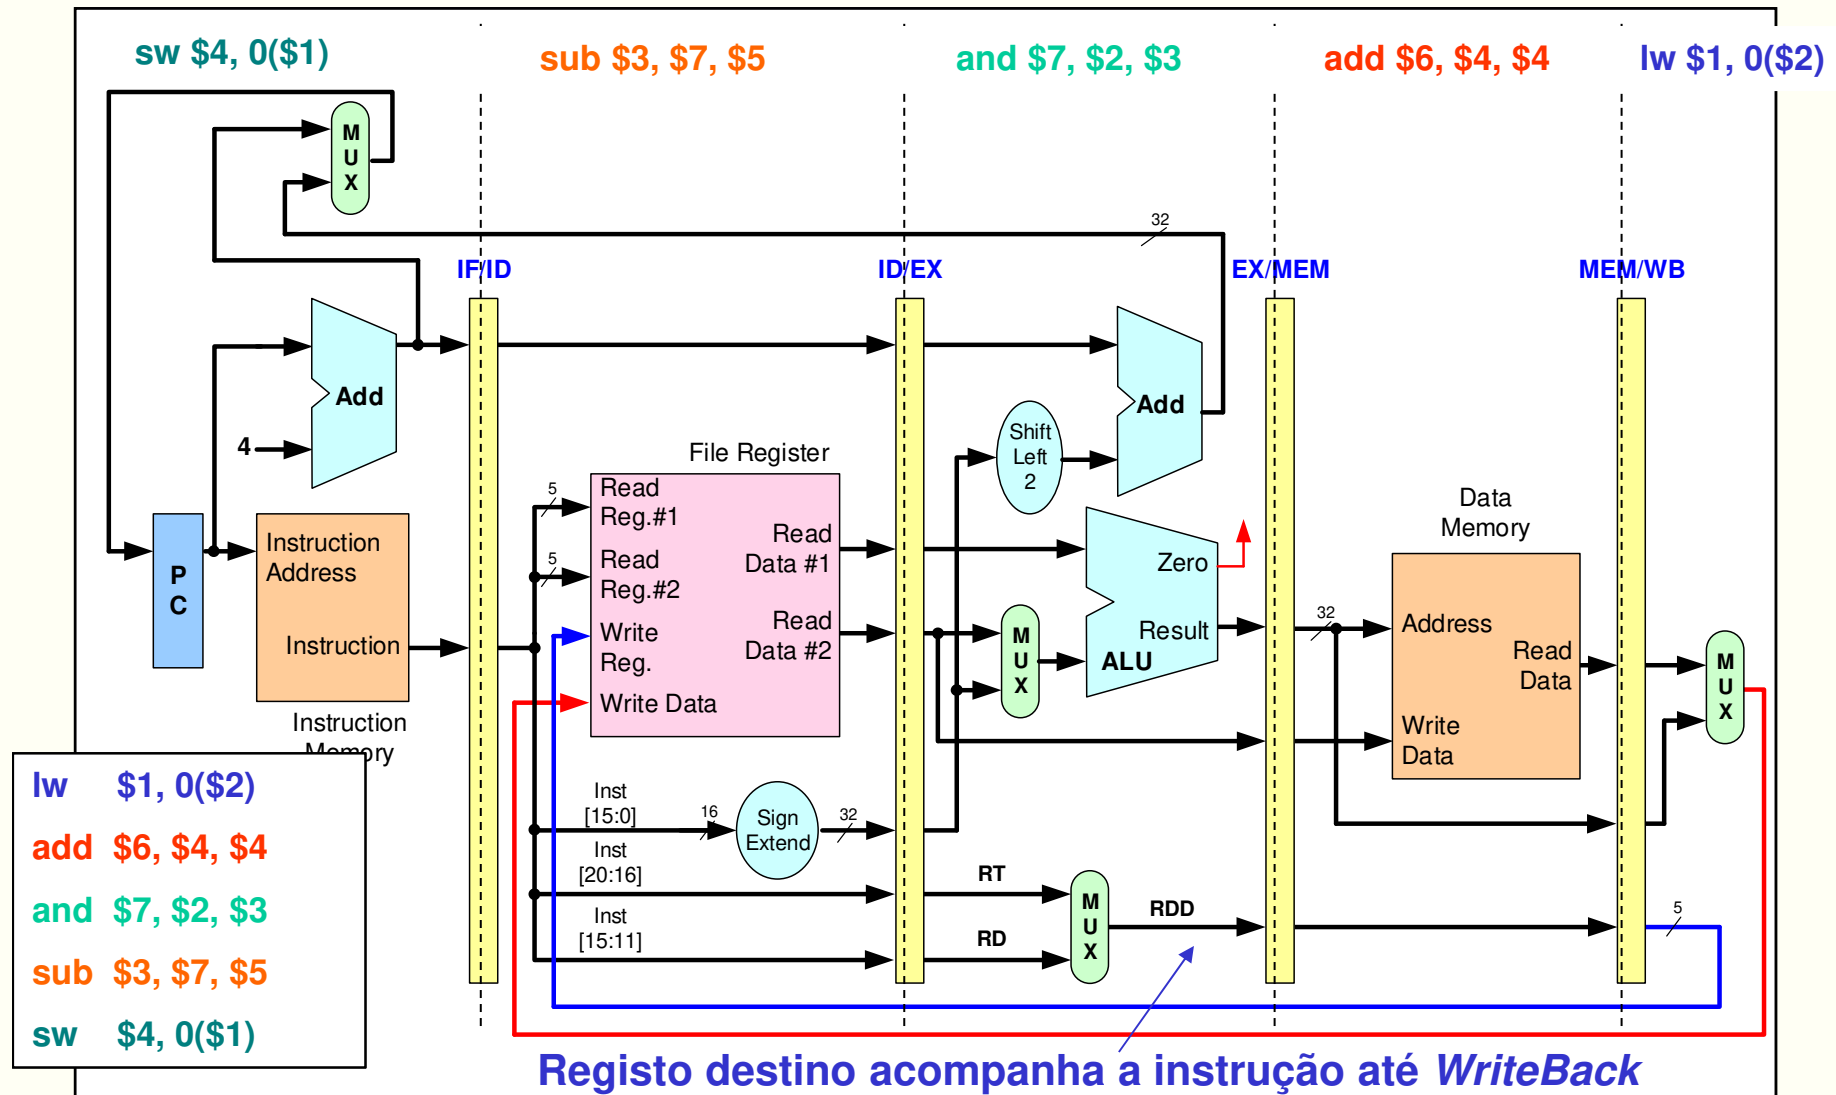 sw $4, 0($1)
sub $3, $7, $5
and $7, $2, $3
add $6, $4, $4
lw $1, 0($2)
M
U
X
32
IF/ID
ID/EX
EX/MEM
MEM/WB
Add
4
Add
Shift
Left
2
File Register
Read
Reg.#1
5
Read
Reg.#2
5
Write
Reg.
Write Data
Read
Data #1
Read
Data #2
P
C
Instruction
Address
Instruction
Instruction
Memory
M
U
X
Zero
Result
ALU
32
Data
Memory
Address
Read
Data
Write
Data
M
U
X
Inst
[15:0]
16
Sign
Extend
32
Inst
[20:16]
RT
Inst
[15:11]
RD
M
U
X
RDD
5
lw $1, 0($2)
add $6, $4, $4
and $7, $2, $3
sub $3, $7, $5
sw $4, 0($1)
Registo destino acompanha a instrução até WriteBack